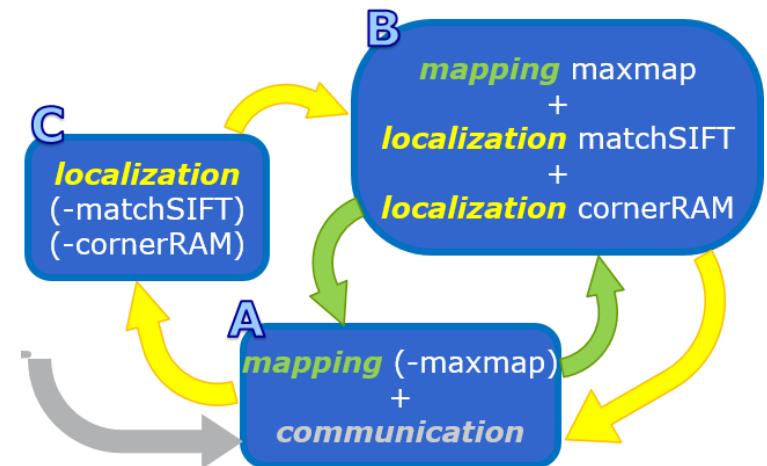 B
mapping maxmap
+
localization matchSIFT
+
localization cornerRAM
C
localization
(-matchSIFT)
(-cornerRAM)
A
mapping (-maxmap)
+
communication